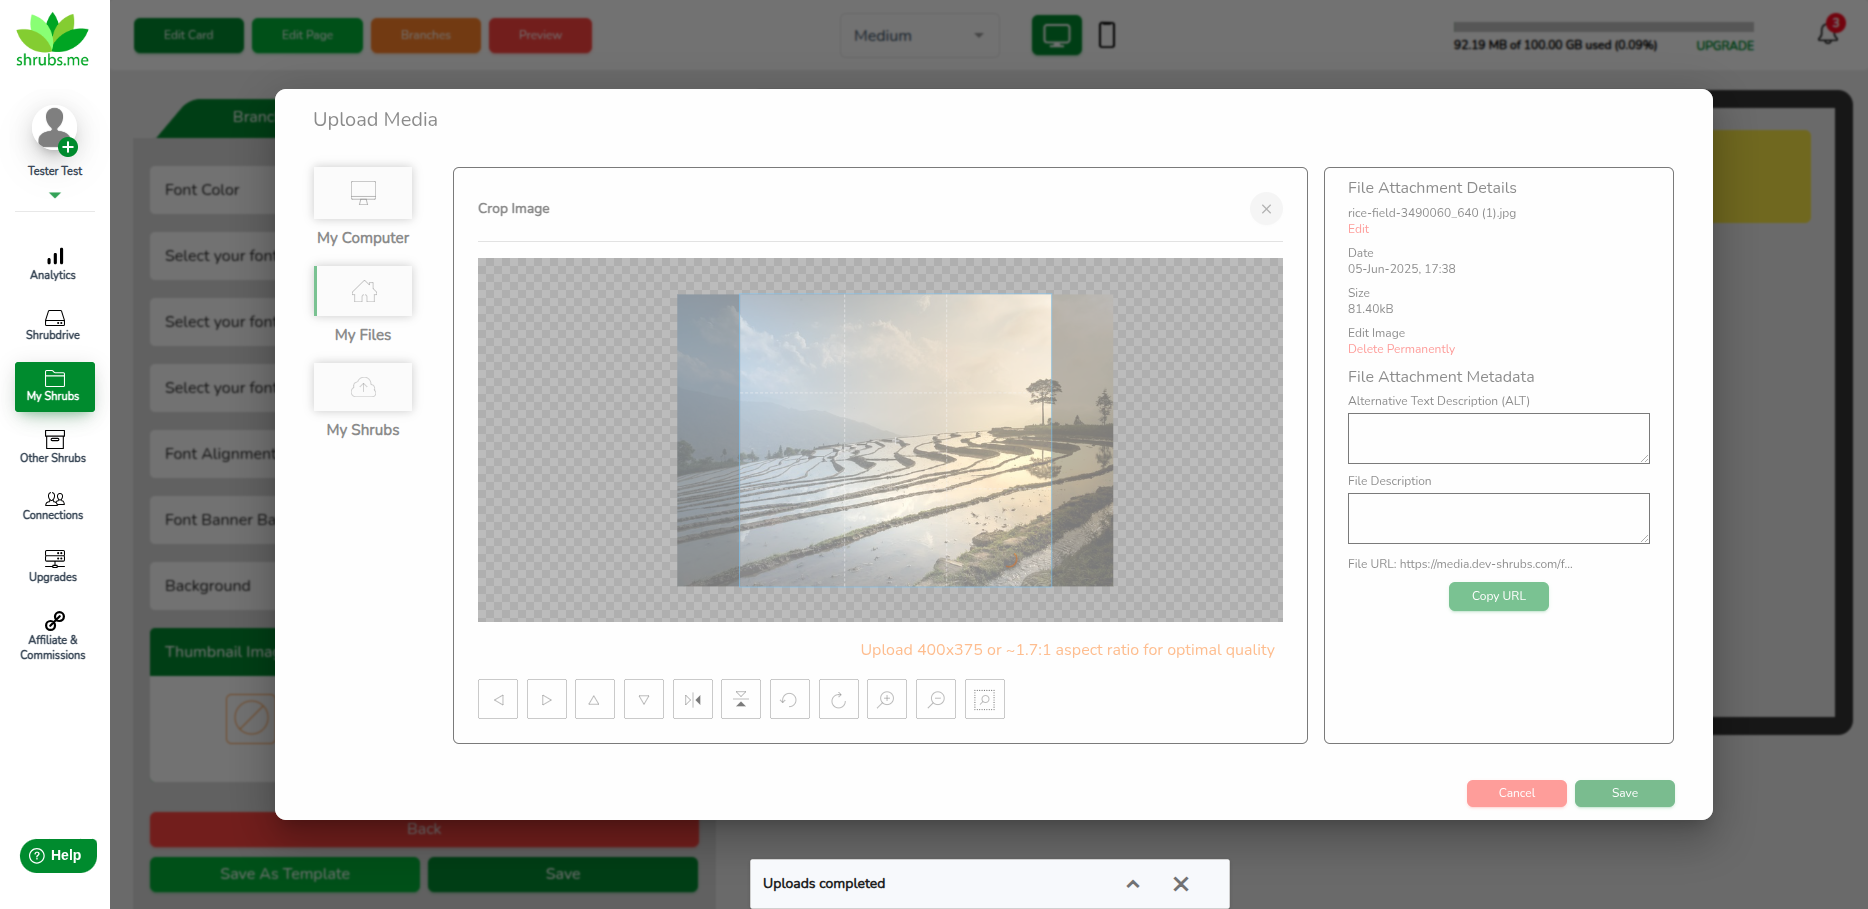 shrubs.me
Edit Card
Edit Page
Branches
Preview
Medium
92.19 MB of 100.00 GB used (0.09%)
UPGRADE
3
Tester Test
Analytics
Shrubdrive
My Shrubs
Other Shrubs
Connections
Upgrades
Affiliate &
Commissions
Help
Font Color
Select your
Select your
Select your
Font Alignment
Font Banner
Background
Thumbnail
Back
Save As Template
Save
Upload Media
My Computer
My Files
My Shrubs
Crop Image
Upload 400x375 or ~1.7:1 aspect ratio for optimal quality
File Attachment Details
rice-field-3490060_640 (1).jpg
Edit
Date
05-Jun-2025, 17:38
Size
81.40kB
Edit Image
Delete Permanently
File Attachment Metadata
Alternative Text Description (ALT)
File Description
File URL: https://media.dev-shrubs.com/f...
Copy URL
Cancel
Save
Uploads completed